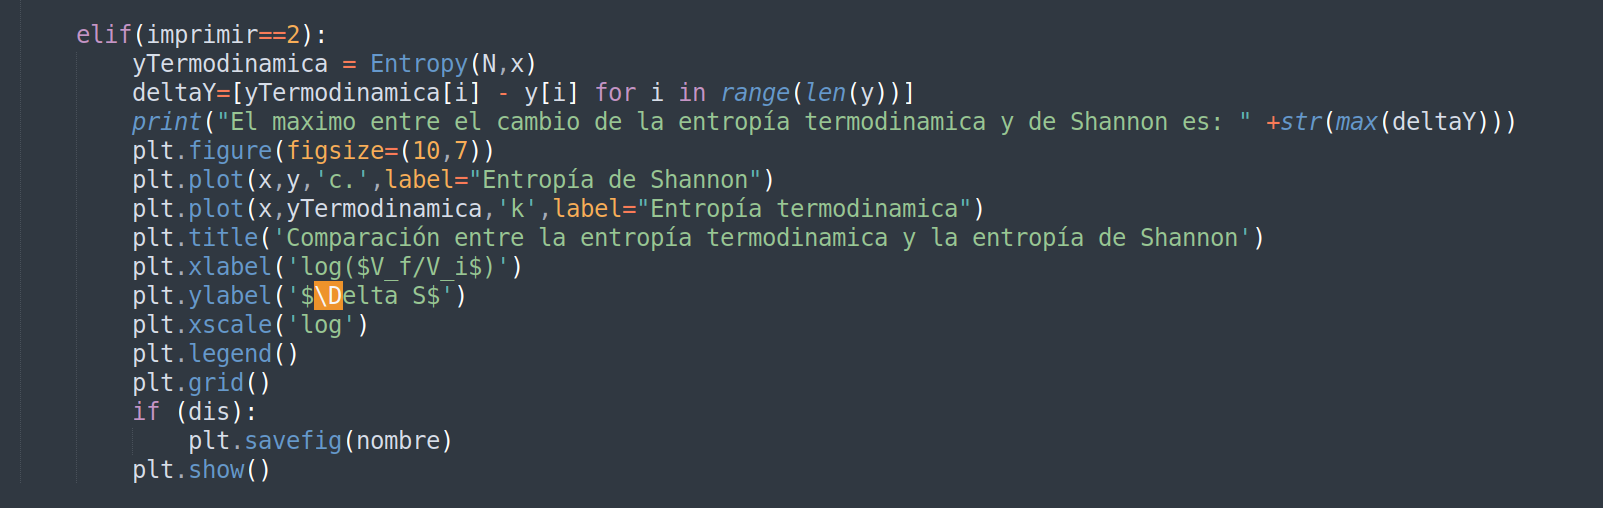 elif(imprimir==2):
yTermodinamica = Entropy(N,x)
deltaY=[yTermodinamica[i] - y[i] for i in range(len(y))]
print("El maximo entre el cambio de la entropía termodinamica y de Shannon es: " +str(max(deltaY)))
plt.figure(figsize=(10,7))
plt.plot(x,y,'c.',label="Entropía de Shannon")
plt.plot(x,yTermodinamica,'k',label="Entropía termodinamica")
plt.title('Comparación entre la entropía termodinamica y la entropía de Shannon')
plt.xlabel('log($V_f/V_i$)')
plt.ylabel('$\Delta S$')
plt.xscale('log')
plt.legend()
plt.grid()
if (dis):
plt.savefig(nombre)
plt.show()